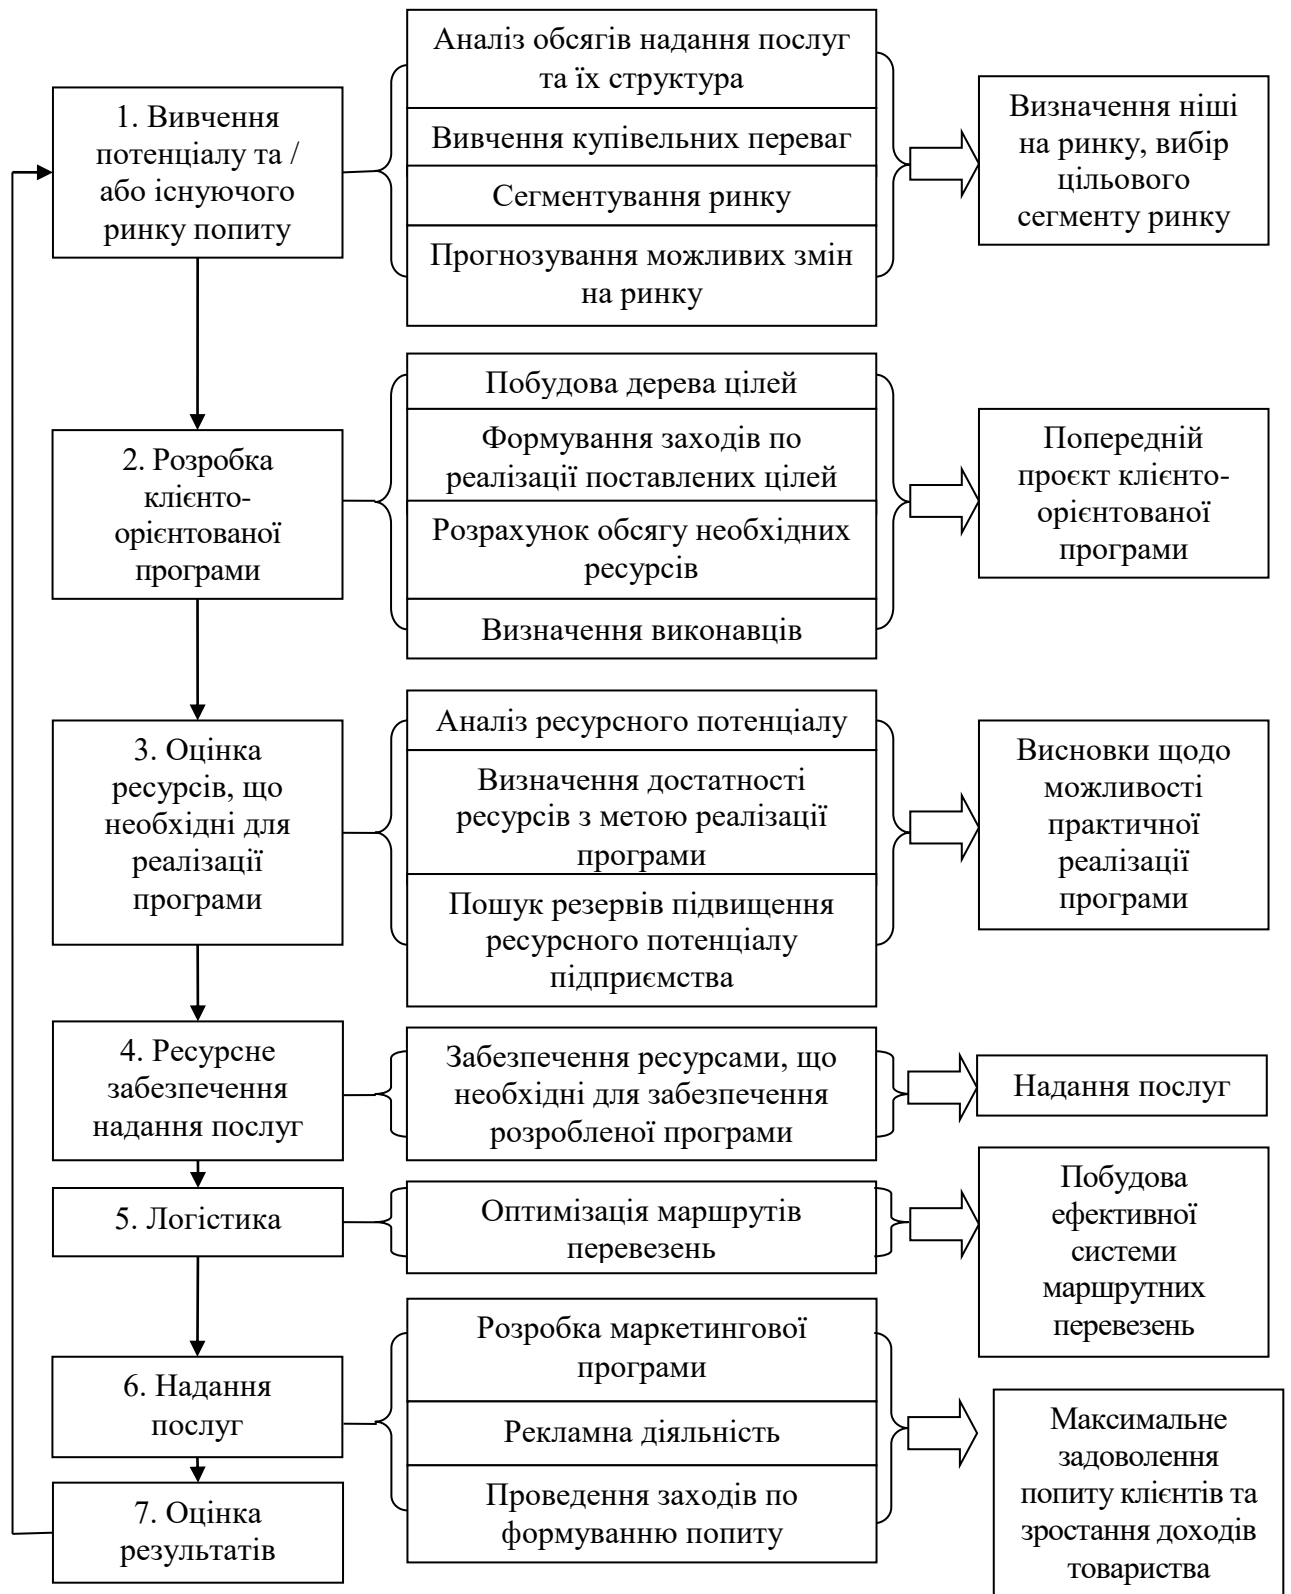 1. Вивчення
потенціалу та /
або існуючого
ринку попиту
Аналіз обсягів надання послуг
та їх структура
Вивчення купівельних переваг
Сегментування ринку
Прогнозування можливих змін
на ринку
Визначення ніші
на ринку, вибір
цільового
сегменту ринку
2. Розробка
клієнто-
орієнтованої
програми
Побудова дерева цілей
Формування заходів по
реалізації поставлених цілей
Розрахунок обсягу необхідних
ресурсів
Визначення виконавців
Попередній
проєкт клієнто-
орієнтованої
програми
3. Оцінка
ресурсів, що
необхідні для
реалізації
програми
Аналіз ресурсного потенціалу
Визначення достатності
ресурсів з метою реалізації
програми
Пошук резервів підвищення
ресурсного потенціалу
підприємства
Висновки щодо
можливості
практичної
реалізації
програми
4. Ресурсне
забезпечення
надання послуг
Забезпечення ресурсами, що
необхідні для забезпечення
розробленої програми
Надання послуг
5. Логістика
Оптимізація маршрутів
перевезень
Побудова
ефективної
системи
маршрутних
перевезень
6. Надання
послуг
Розробка маркетингової
програми
Рекламна діяльність
Проведення заходів по
формуванню попиту
Максимальне
задоволення
попиту клієнтів та
зростання доходів
товариства
7. Оцінка
результатів